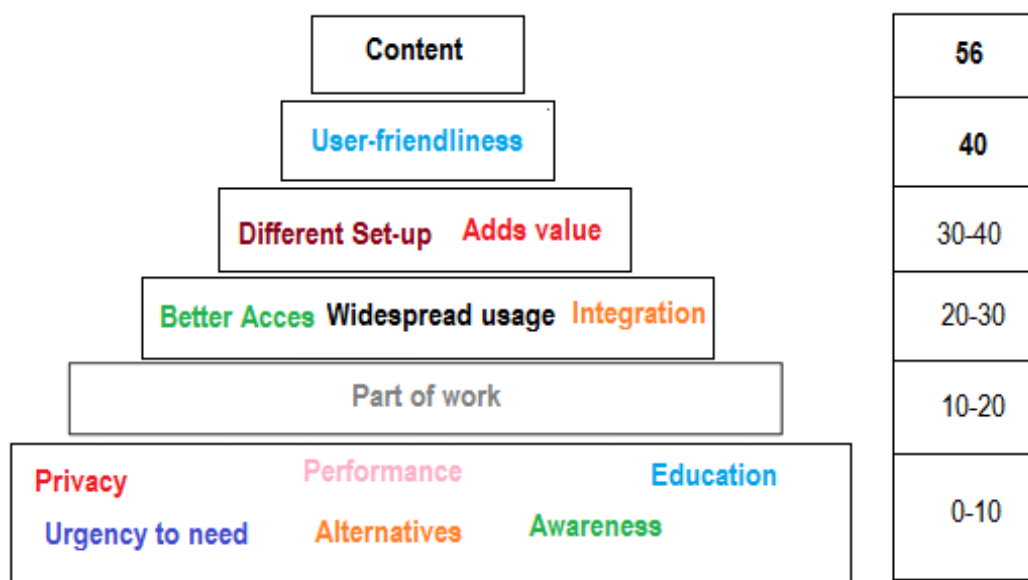 Content 56
User-friendliness 40
Different Set-up Adds value 30-40
Better Acces Widespread usage Integration 20-30
Part of work 10-20
Privacy Performance Education
Urgency to need Alternatives Awareness 0-10